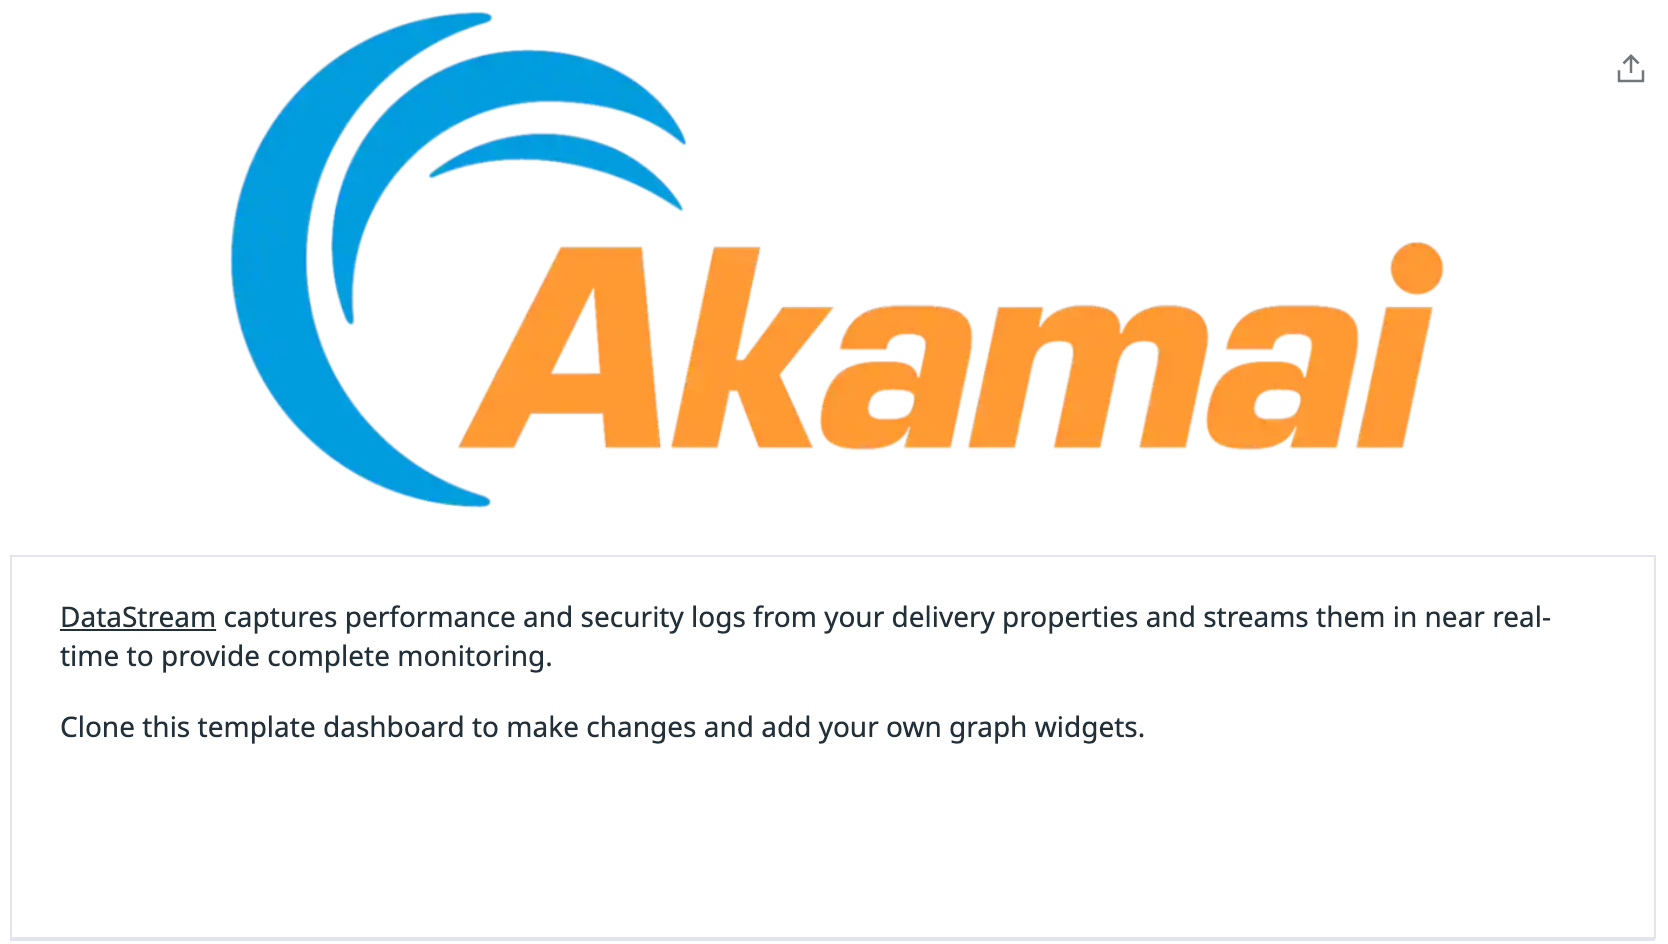 Akamai
DataStream captures performance and security logs from your delivery properties and streams them in near real-
time to provide complete monitoring.
Clone this template dashboard to make changes and add your own graph widgets.